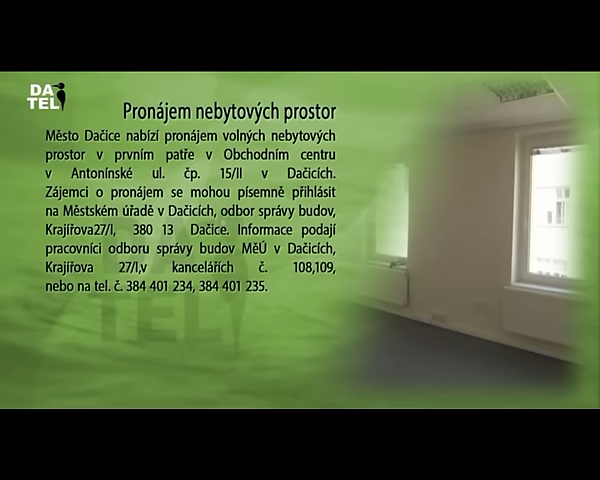 DA
TEL
Pronájem nebytových prostor
Město Dačice nabízí pronájem volných nebytových
prostor v prvním patře v Obchodním centru
v Antonínské ul. čp. 15/II v Dačicích.
Zájemci o pronájem se mohou písemně přihlásit
na Městském úřadě v Dačicích, odbor správy budov,
Krajířova27/I, 380 13 Dačice. Informace podají
pracovníci odboru správy budov MěÚ v Dačicích,
Krajířova 27/I,v kancelářích č. 108,109,
nebo na tel. č. 384 401 234, 384 401 235.
DA
TEL